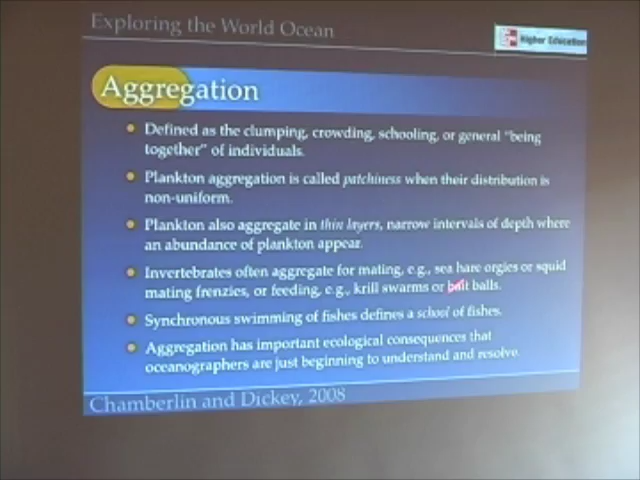 Exploring the World Ocean
Higher Education
Aggregation
Defined as the clumping, crowding, schooling, or general "being
together" of individuals.
Plankton aggregation is called patchiness when their distribution is
non-uniform.
Plankton also aggregate in thin layers, narrow intervals of depth where
an abundance of plankton appear.
Invertebrates often aggregate for mating, e.g., sea hare orgies or squid
mating frenzies, or feeding, e.g., krill swarms or bait balls.
Synchronous swimming of fishes defines a school of fishes.
Aggregation has important ecological consequences that
oceanographers are just beginning to understand and resolve.
Chamberlin and Dickey, 2008